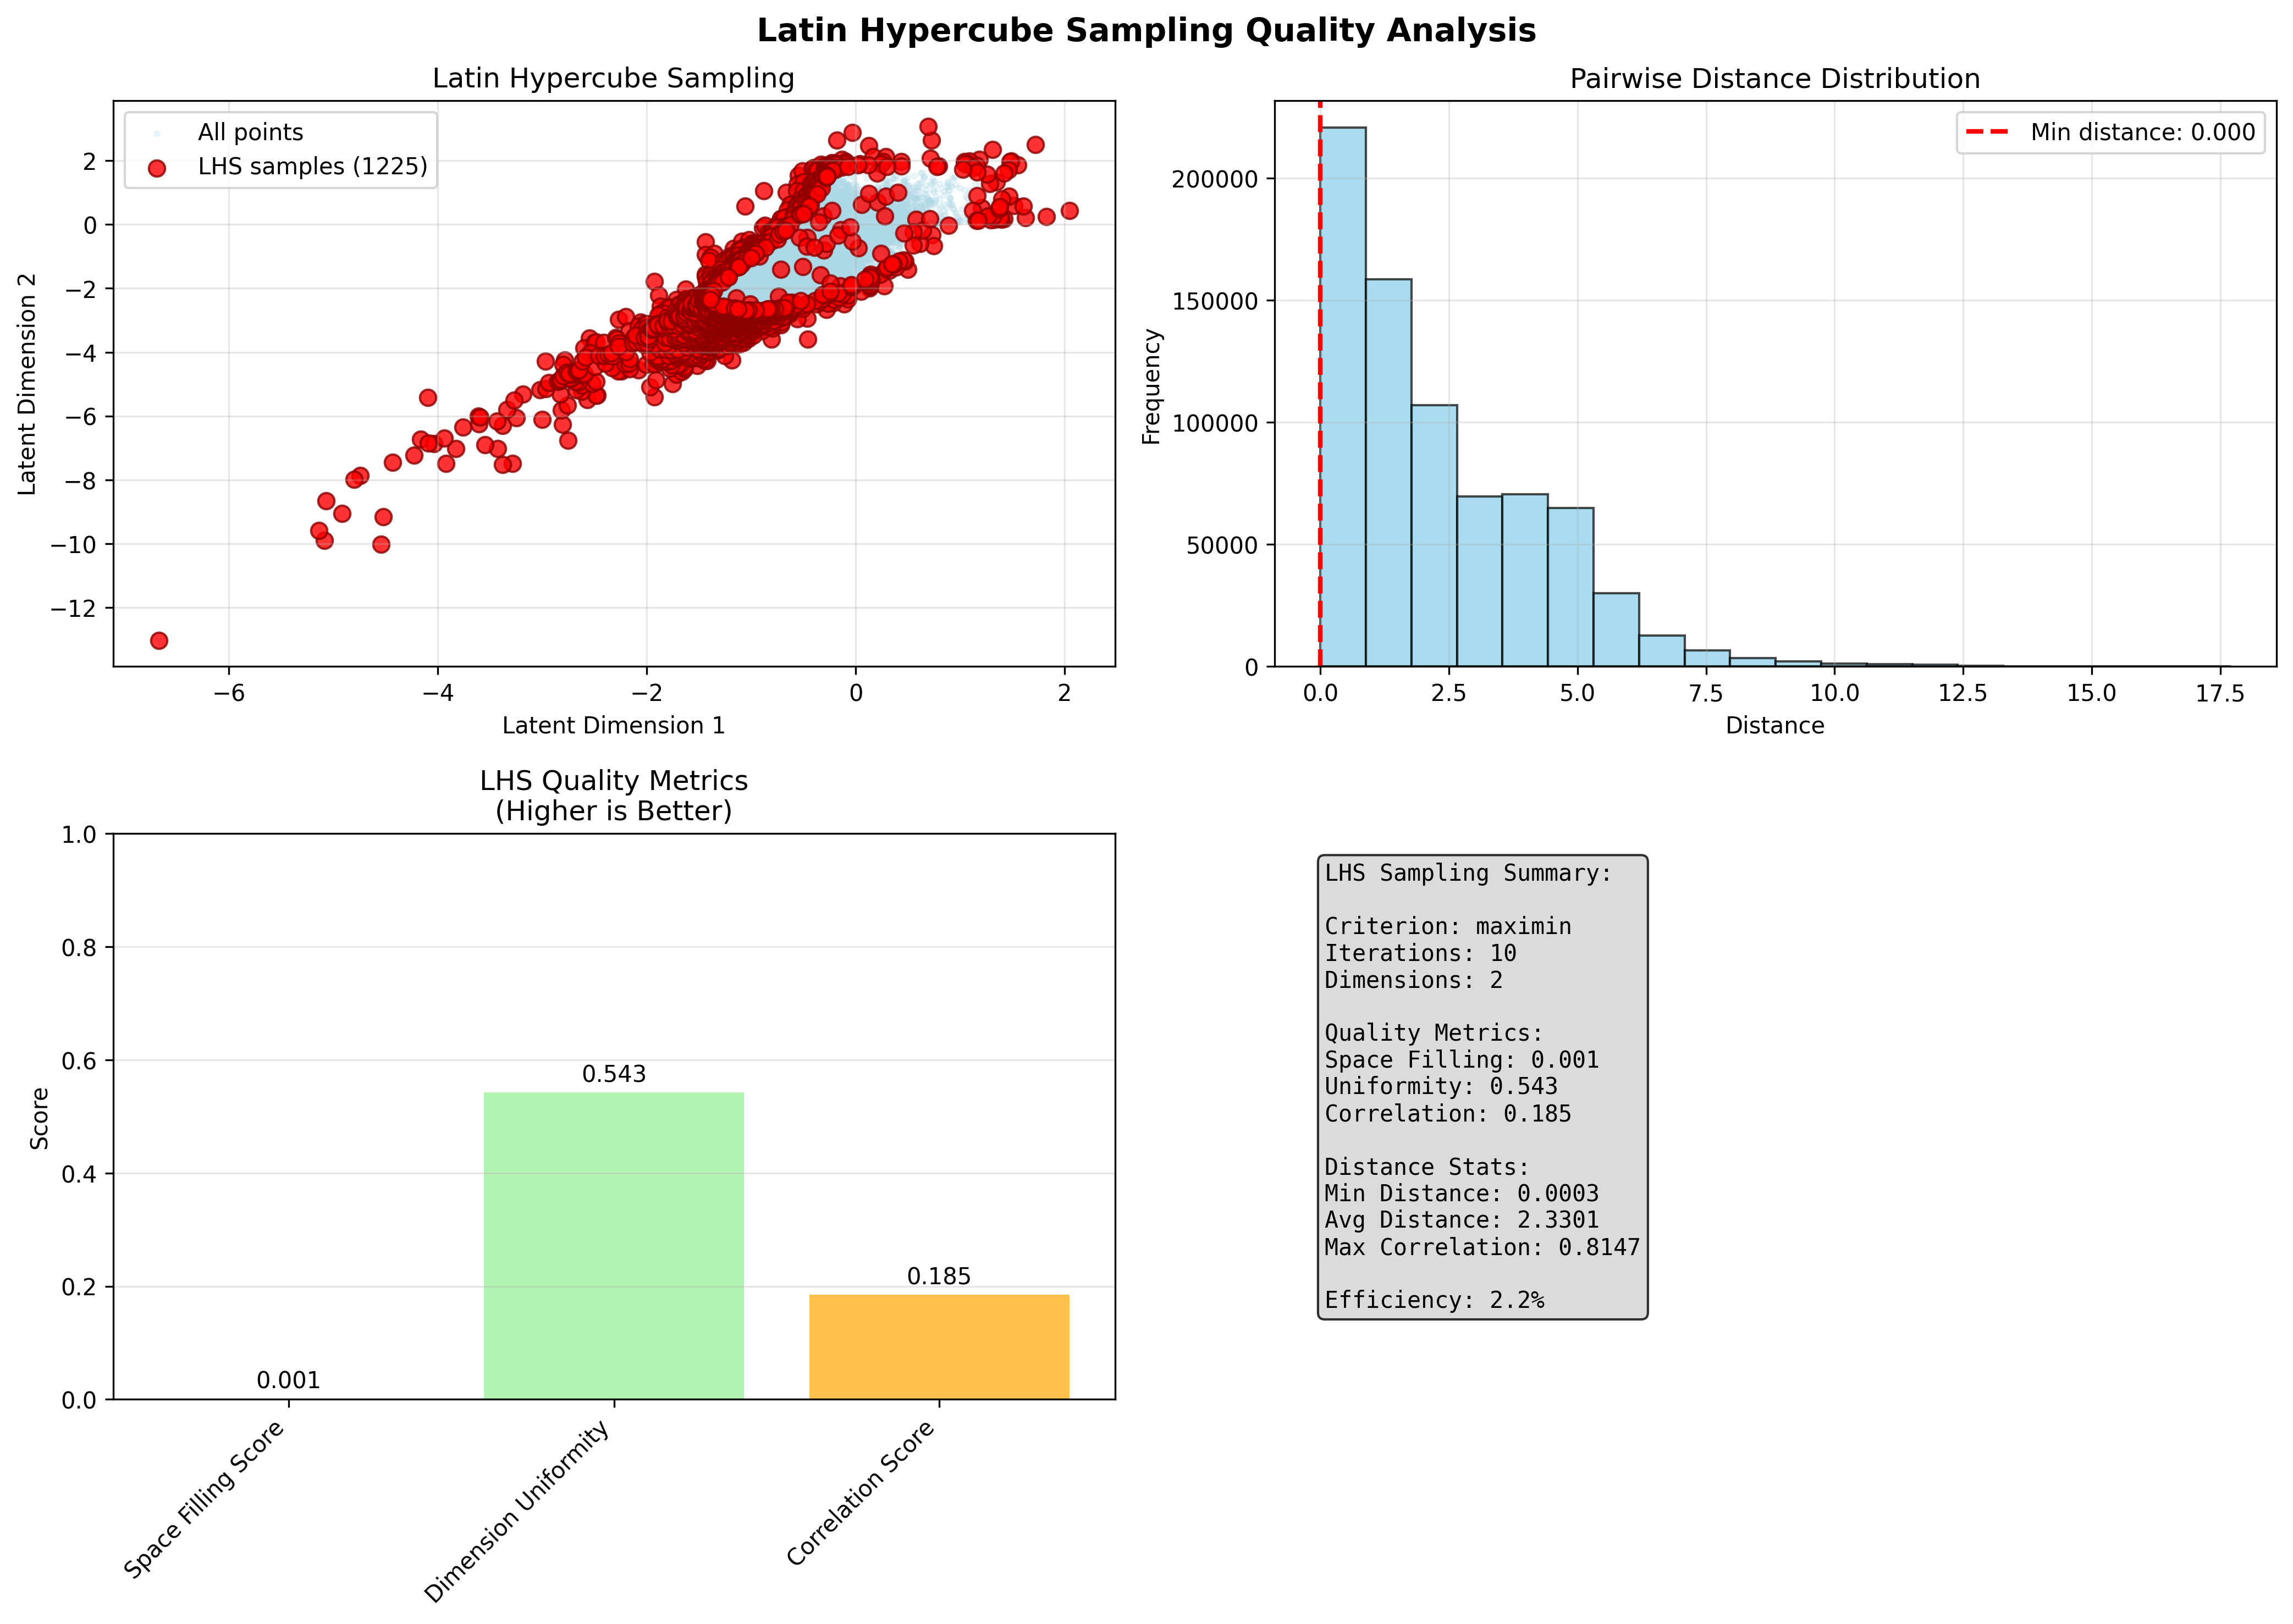 Latin Hypercube Sampling Quality Analysis
Latin Hypercube Sampling
All points
LHS samples (1225)
2
0
−2
−4
−6
−8
−10
−12
Latent Dimension 2
−6
−4
−2
0
2
Latent Dimension 1
Pairwise Distance Distribution
Min distance: 0.000
200000
150000
100000
50000
0
Frequency
0.0
2.5
5.0
7.5
10.0
12.5
15.0
17.5
Distance
LHS Quality Metrics
(Higher is Better)
1.0
0.8
0.6
0.4
0.2
0.0
Score
0.001
0.543
0.185
Space Filling Score
Dimension Uniformity
Correlation Score
LHS Sampling Summary:
Criterion: maximin
Iterations: 10
Dimensions: 2
Quality Metrics:
Space Filling: 0.001
Uniformity: 0.543
Correlation: 0.185
Distance Stats:
Min Distance: 0.0003
Avg Distance: 2.3301
Max Correlation: 0.8147
Efficiency: 2.2%